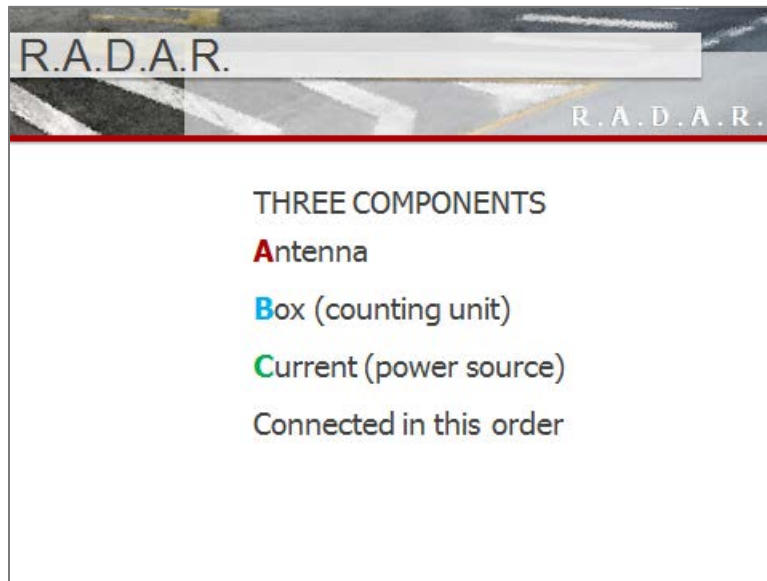 R.A.D.A.R.
R.A.D.A.R.
THREE COMPONENTS
Antenna
Box (counting unit)
Current (power source)
Connected in this order